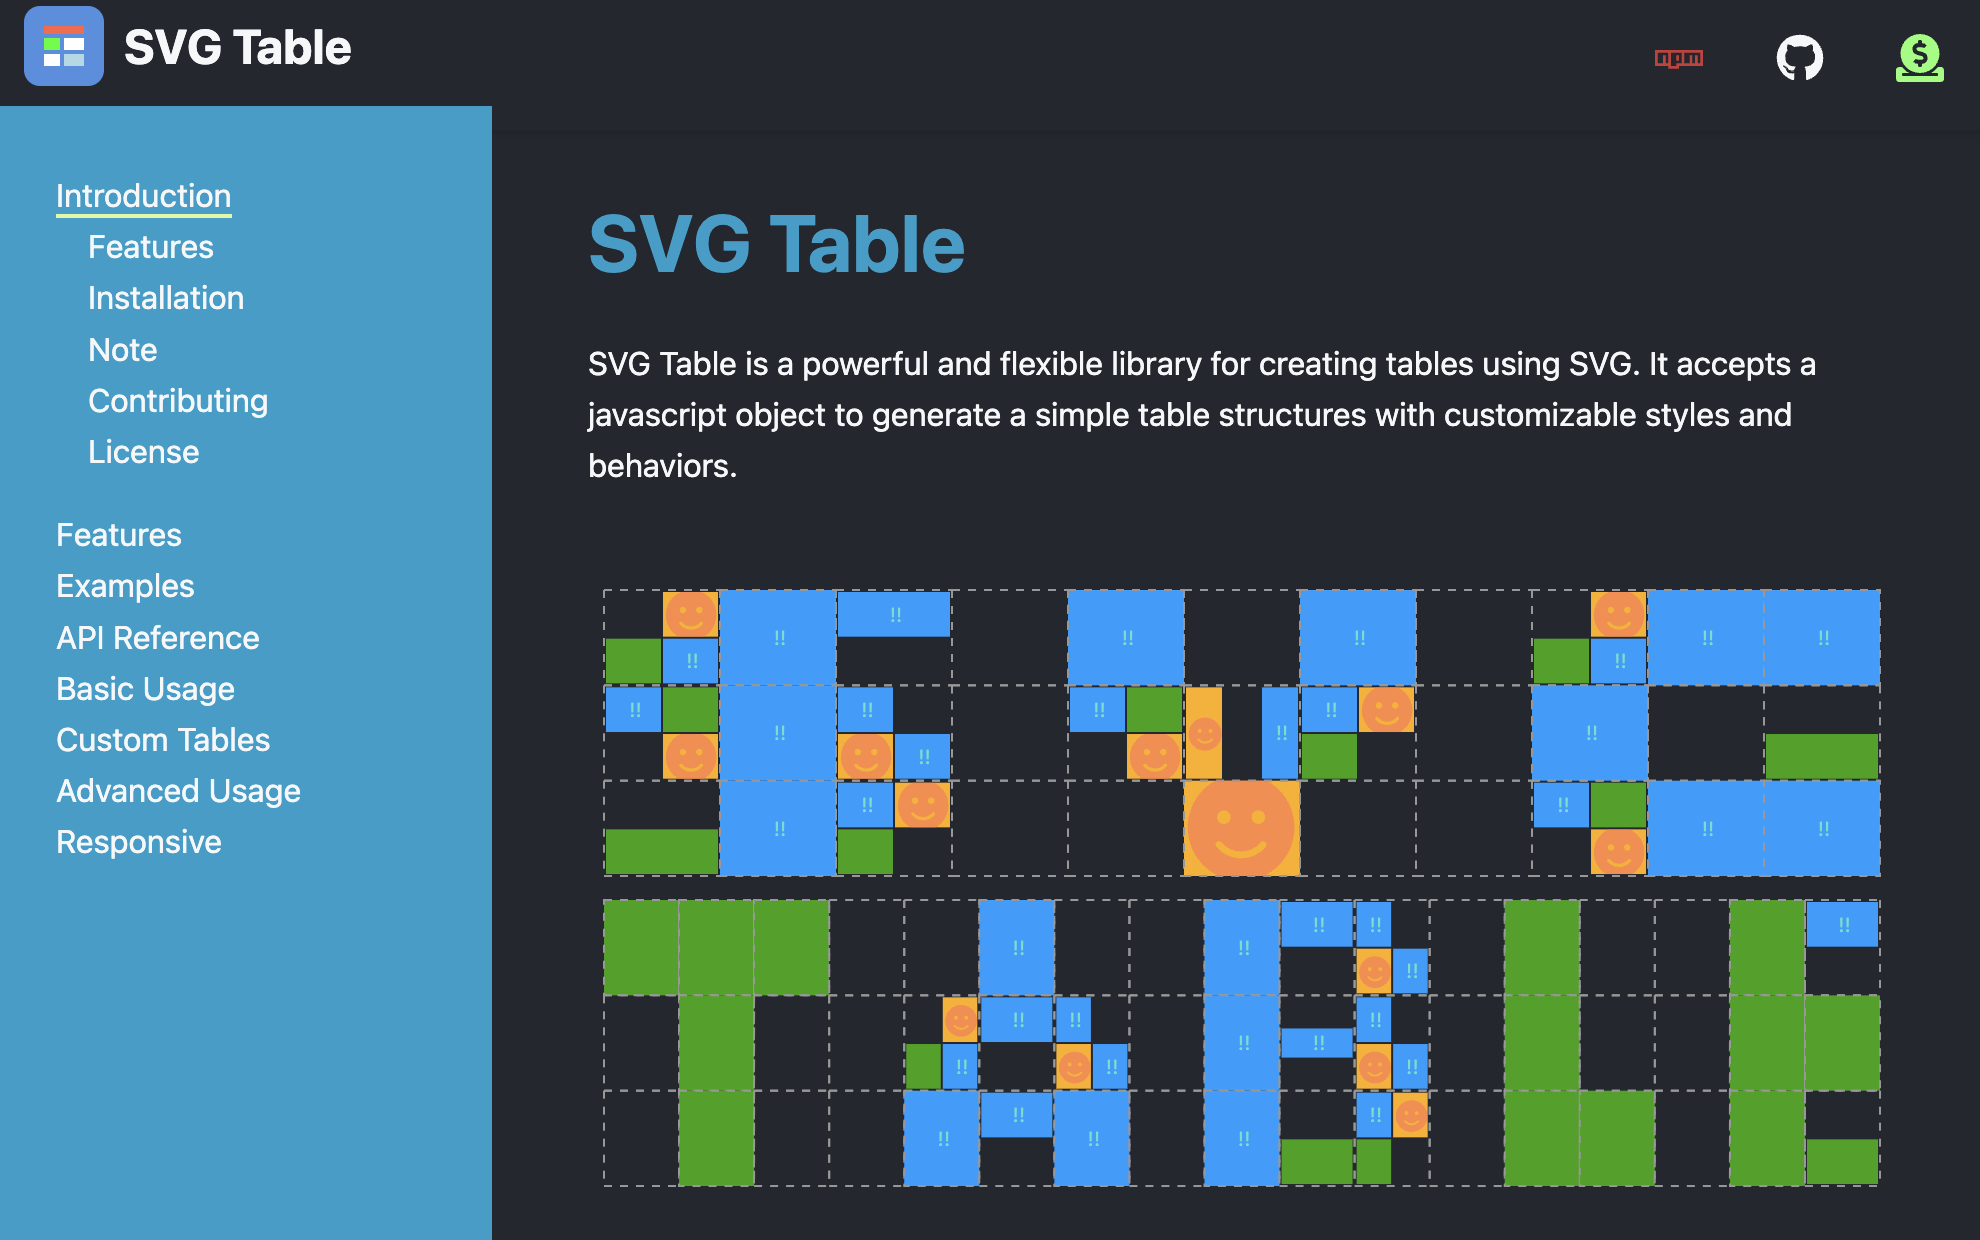 SVG Table
npm
Introduction
Features
Installation
Note
Contributing
License
Features
Examples
API Reference
Basic Usage
Custom Tables
Advanced Usage
Responsive
SVG Table
SVG Table is a powerful and flexible library for creating tables using SVG. It accepts a
javascript object to generate a simple table structures with customizable styles and
behaviors.
!! !!
!! !! !!
!! !! !! !!
!! !! !! !! !!
!! !! !!
!!
!! !! !! !!
!! !! !!
!! !! !! !!
!!
!! !!
!! !!
!! !! !!
!!
!! !!
!! !!
!! !! !!